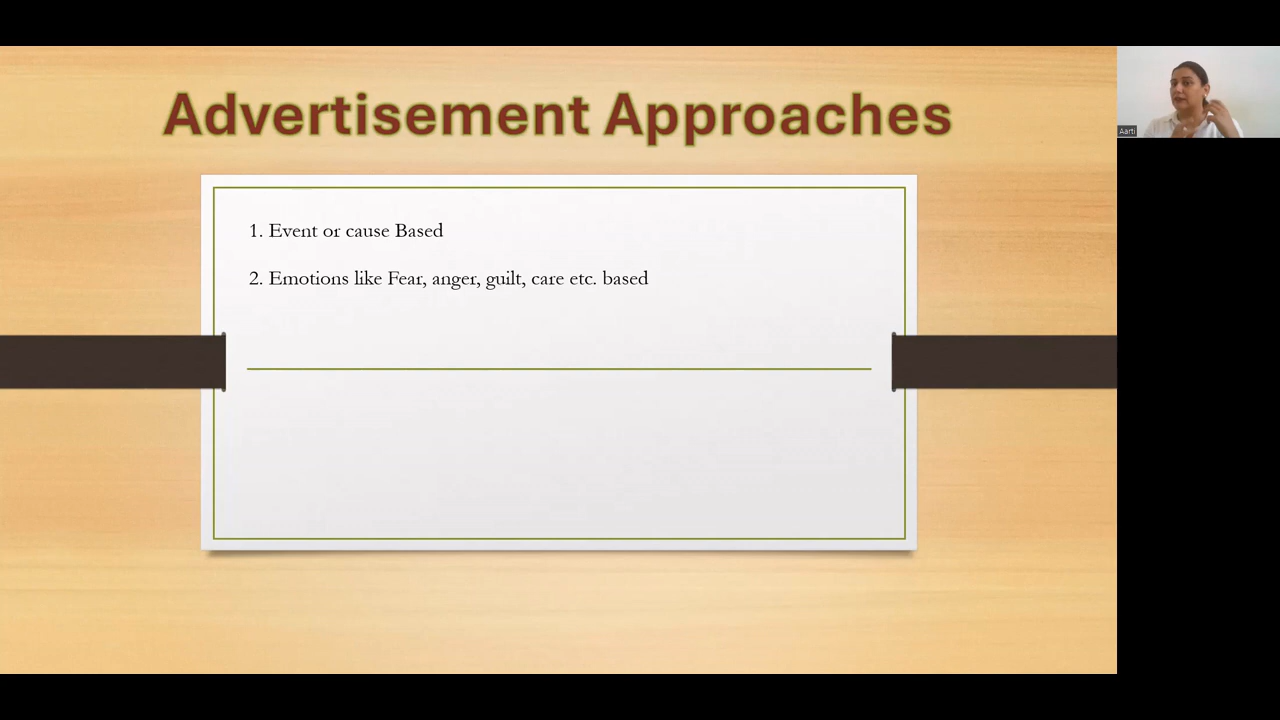 Advertisement Approaches
1. Event or cause Based
2. Emotions like Fear, anger, guilt, care etc. based
Aarti